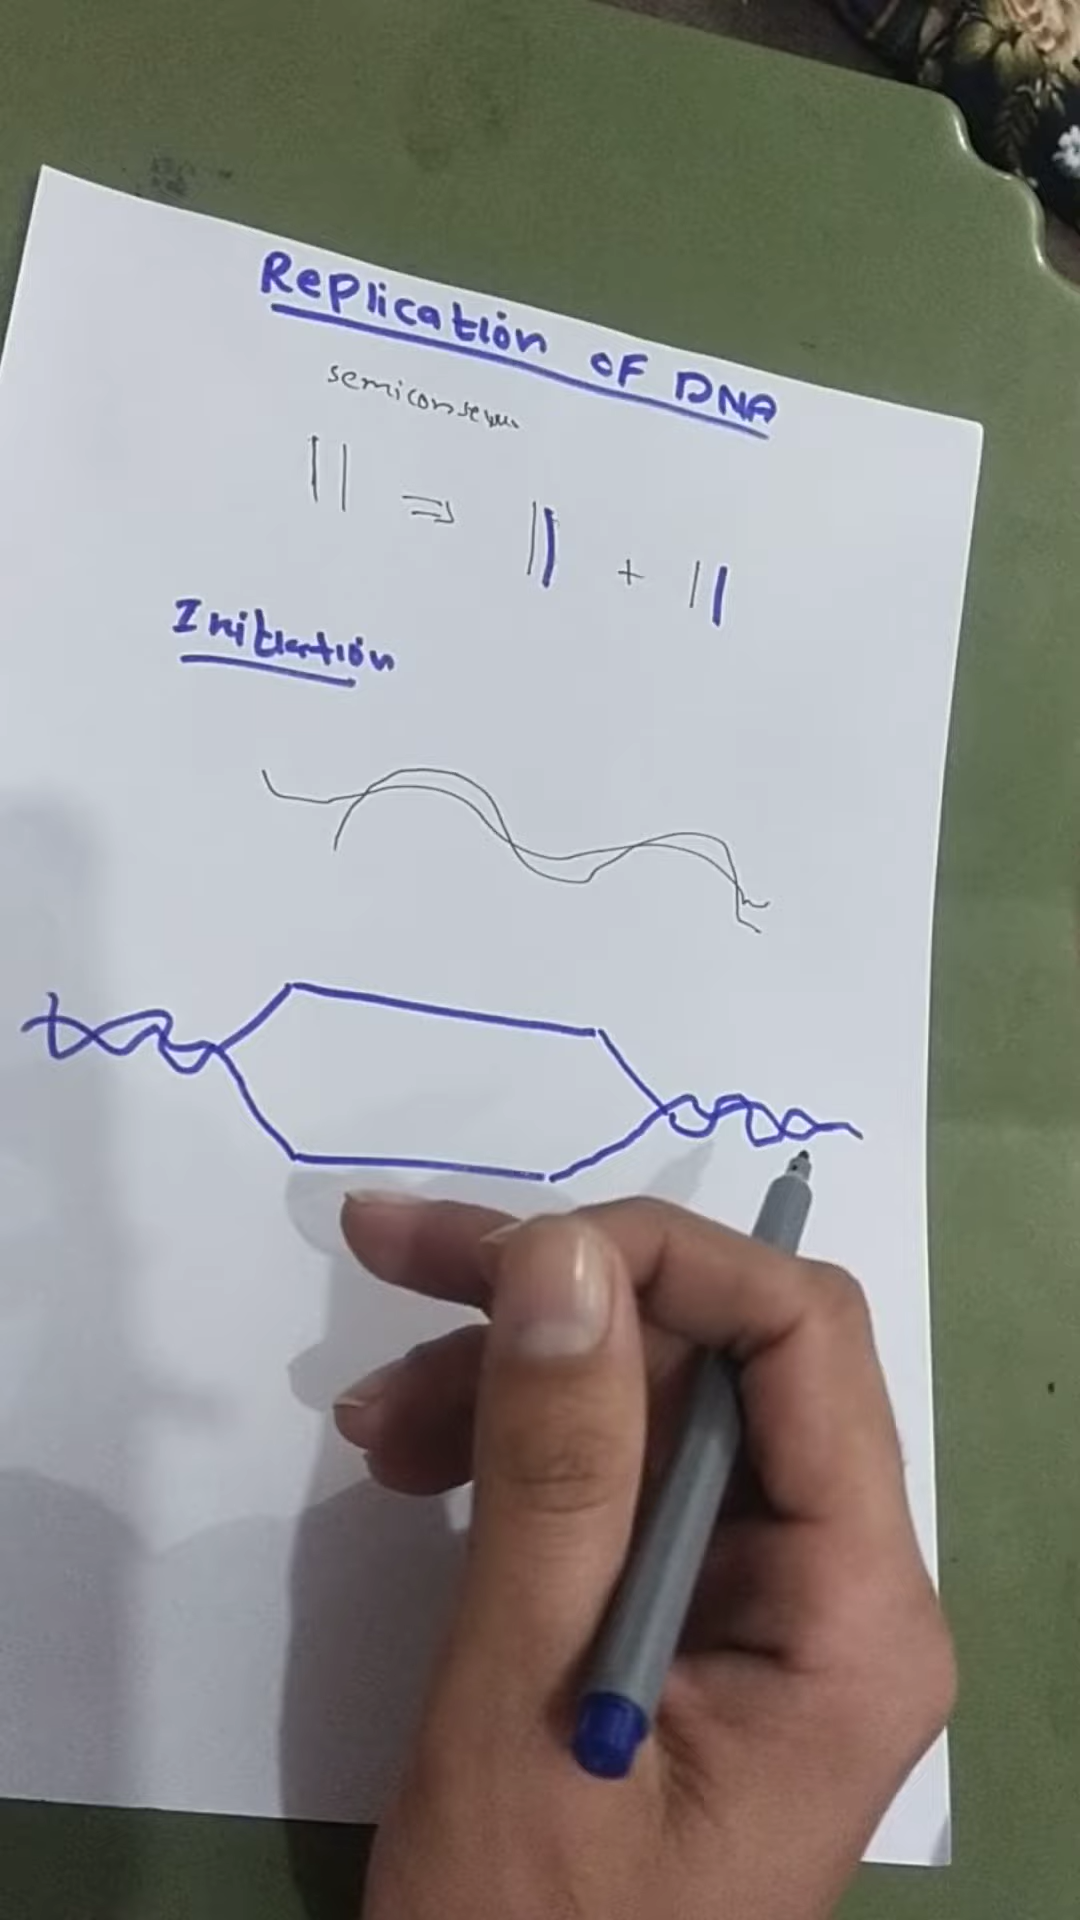 Replication OF DNA
|| ⇒ || + ||
Initiation